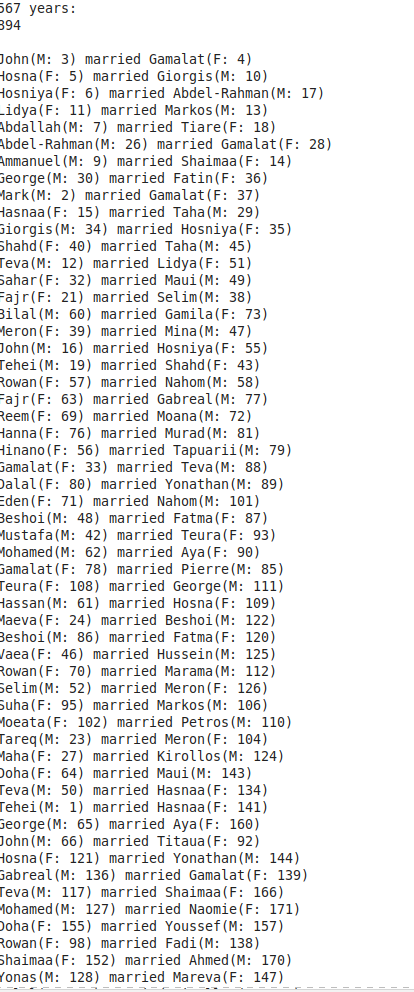 567 years:
894
John(M: 3) married Gamalat(F: 4)
Hosna(F: 5) married Giorgis(M: 10)
Hosniya(F: 6) married Abdel-Rahman(M: 17)
Lidya(F: 11) married Markos(M: 13)
Abdallah(M: 7) married Tiare(F: 18)
Abdel-Rahman(M: 26) married Gamalat(F: 28)
Ammanuel(M: 9) married Shaimaa(F: 14)
George(M: 30) married Fatin(F: 36)
Mark(M: 2) married Gamalat(F: 37)
Hasnaa(F: 15) married Taha(M: 29)
Giorgis(M: 34) married Hosniya(F: 35)
Shahd(F: 40) married Taha(M: 45)
Teva(M: 12) married Lidya(F: 51)
Sahar(F: 32) married Maui(M: 49)
Fajr(F: 21) married Selim(M: 38)
Bilal(M: 60) married Gamila(F: 73)
Meron(F: 39) married Mina(M: 47)
John(M: 16) married Hosniya(F: 55)
Tehei(M: 19) married Shahd(F: 43)
Rowan(F: 57) married Nahom(M: 58)
Fajr(F: 63) married Gabreal(M: 77)
Reem(F: 69) married Moana(M: 72)
Hanna(F: 76) married Murad(M: 81)
Hinano(F: 56) married Tapuarii(M: 79)
Gamalat(F: 33) married Teva(M: 88)
Dalal(F: 80) married Yonathan(M: 89)
Eden(F: 71) married Nahom(M: 101)
Beshoi(M: 48) married Fatma(F: 87)
Mustafa(M: 42) married Teura(F: 93)
Mohamed(M: 62) married Aya(F: 90)
Gamalat(F: 78) married Pierre(M: 85)
Teura(F: 108) married George(M: 111)
Hassan(M: 61) married Hosna(F: 109)
Maeva(F: 24) married Beshoi(M: 122)
Beshoi(M: 86) married Fatma(F: 120)
Vaea(F: 46) married Hussein(M: 125)
Rowan(F: 70) married Marama(M: 112)
Selim(M: 52) married Meron(F: 126)
Suha(F: 95) married Markos(M: 106)
Moeata(F: 102) married Petros(M: 110)
Tareq(M: 23) married Meron(F: 104)
Maha(F: 27) married Kirollos(M: 124)
Doha(F: 64) married Maui(M: 143)
Teva(M: 50) married Hasnaa(F: 134)
Tehei(M: 1) married Hasnaa(F: 141)
George(M: 65) married Aya(F: 160)
John(M: 66) married Titaua(F: 92)
Hosna(F: 121) married Yonathan(M: 144)
Gabreal(M: 136) married Gamalat(F: 139)
Teva(M: 117) married Shaimaa(F: 166)
Mohamed(M: 127) married Naomie(F: 171)
Doha(F: 155) married Youssef(M: 157)
Rowan(F: 98) married Fadi(M: 138)
Shaimaa(F: 152) married Ahmed(M: 170)
Yonas(M: 128) married Mareva(F: 147)